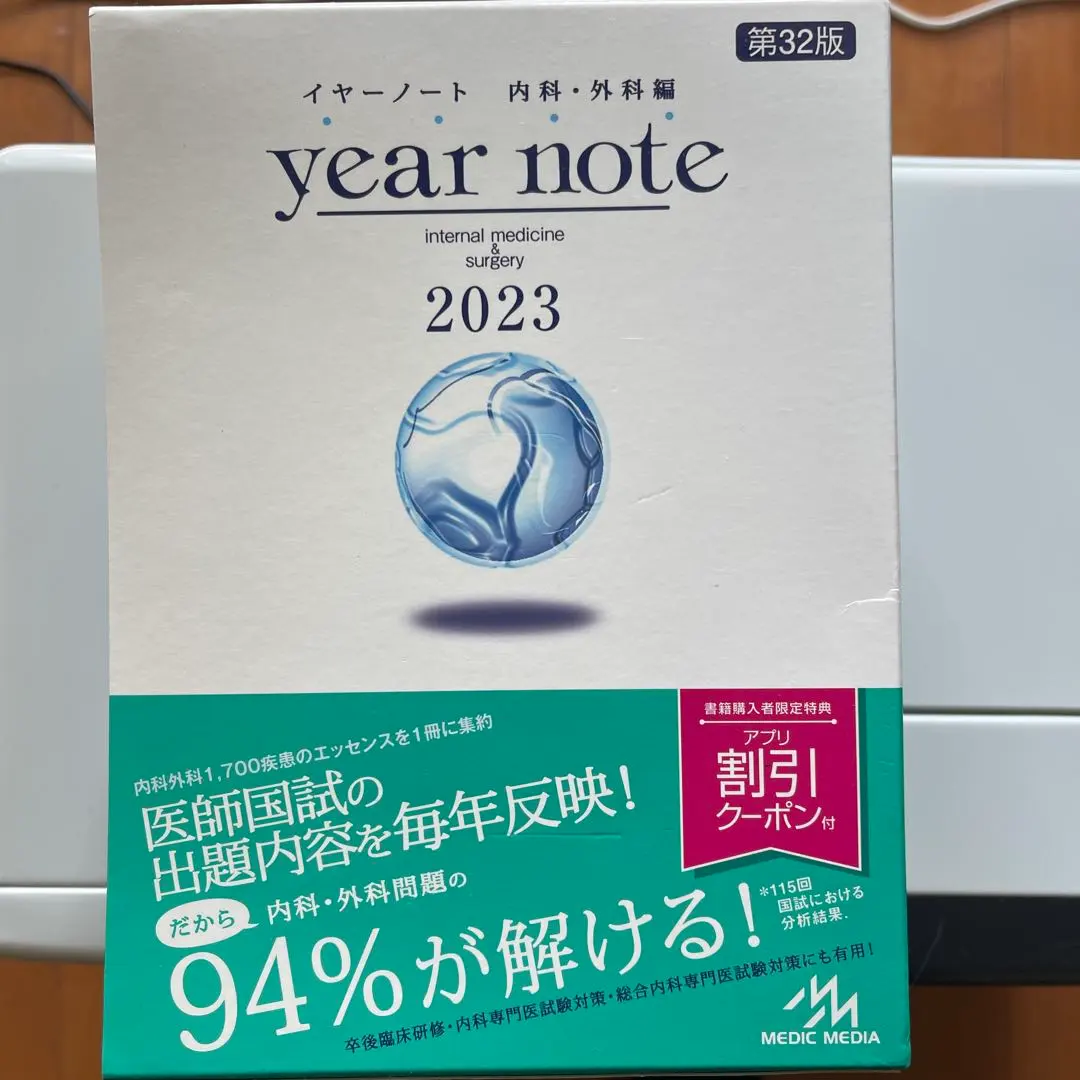 第32版
イヤーノート 内科・外科編
year note
internal medicine
&
surgery
2023
書籍購入者限定特典
アプリ
割引
クーポン付
内科外科1,700疾患のエッセンスを1冊に集約
医師国試の
出題内容を毎年反映!
だから
内科・外科問題の
94%が解ける!
*115回
国試における
分析結果.
卒後臨床研修・内科専門医試験対策・総合内科専門医試験対策にも有用!
MEDIC MEDIA